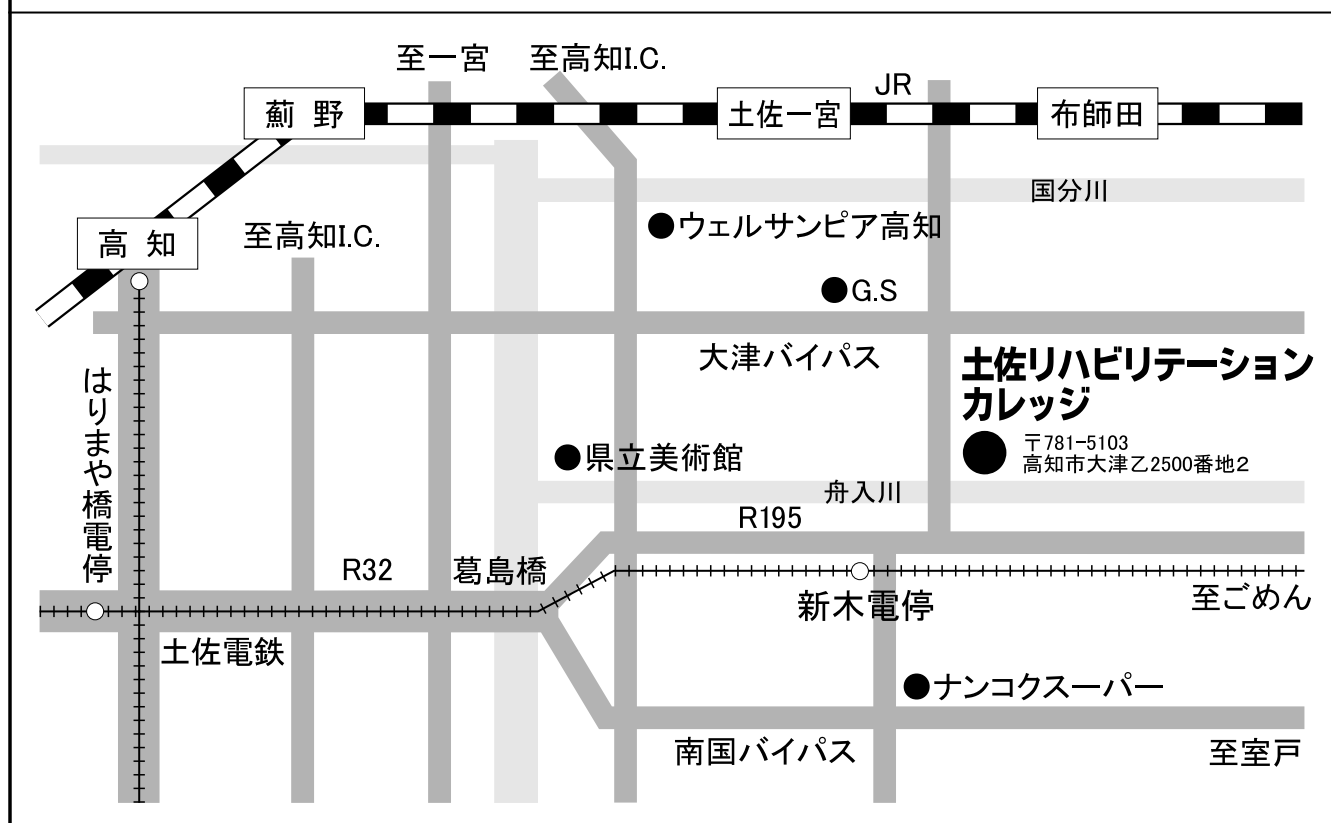 至一宮
至高知I.C.
JR
薊野
土佐一宮
布師田
国分川
高知
至高知I.C.
ウェルサンピア高知
G.S
大津バイパス
土佐リハビリテーション
カレッジ
〒781-5103
高知市大津乙2500番地2
はりまや橋電停
県立美術館
舟入川
R195
R32
葛島橋
新木電停
至ごめん
土佐電鉄
ナンコクスーパー
南国バイパス
至室戸